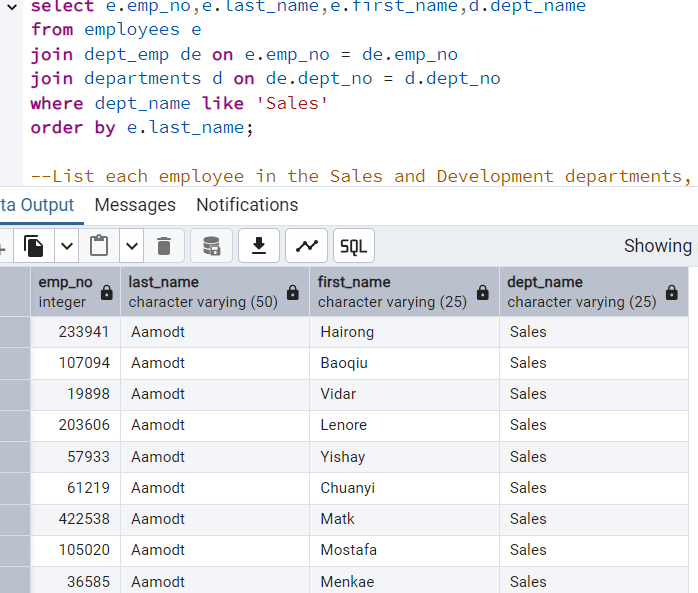 select e.emp_no,e.last_name,e.first_name,d.dept_name
from employees e
join dept_emp de on e.emp_no = de.emp_no
join departments d on de.dept_no = d.dept_no
where dept_name like 'Sales'
order by e.last_name;
--List each employee in the Sales and Development departments,
ta Output Messages Notifications
SQL Showing
emp_no last_name first_name dept_name
integer character varying (50) character varying (25) character varying (25)
233941 Aamodt Hairong Sales
107094 Aamodt Baoqiu Sales
19898 Aamodt Vidar Sales
203606 Aamodt Lenore Sales
57933 Aamodt Yishay Sales
61219 Aamodt Chuanyi Sales
422538 Aamodt Matk Sales
105020 Aamodt Mostafa Sales
36585 Aamodt Menkae Sales